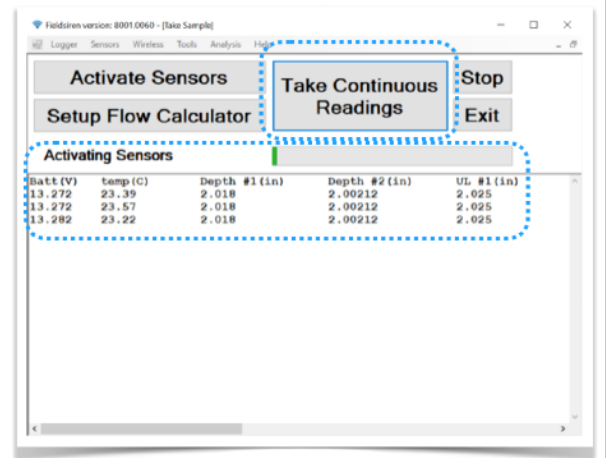 Fieldsiren version: 8001.0060 - [Take Sample]
Logger Sensors Wireless Tools Analysis Help
Activate Sensors
Take Continuous Readings
Stop
Setup Flow Calculator
Exit
Activating Sensors
Batt(V) temp(C) Depth #1(in) Depth #2(in) UL #1(in)
13.272 23.39 2.018 2.00212 2.025
13.272 23.57 2.018 2.00212 2.025
13.282 23.22 2.018 2.00212 2.025